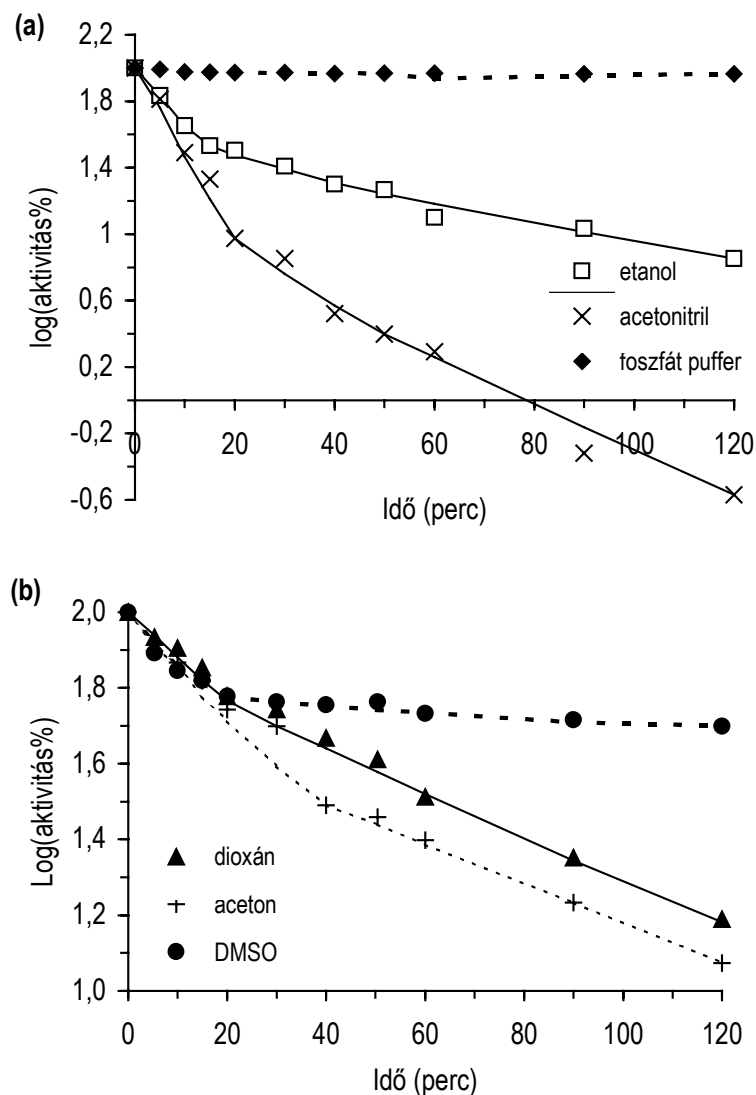 (a)
2,2
1,8
1,4
1
0,6
0,2
-0,2
-0,6
log(aktivitás%)
0 20 40 60 80 100 120
Idő (perc)
etanol
acetonitril
foszfát puffer
(b)
2,0
1,8
1,6
1,4
1,2
1,0
Log(aktivitás%)
dioxán
aceton
DMSO
0 20 40 60 80 100 120
Idő (perc)